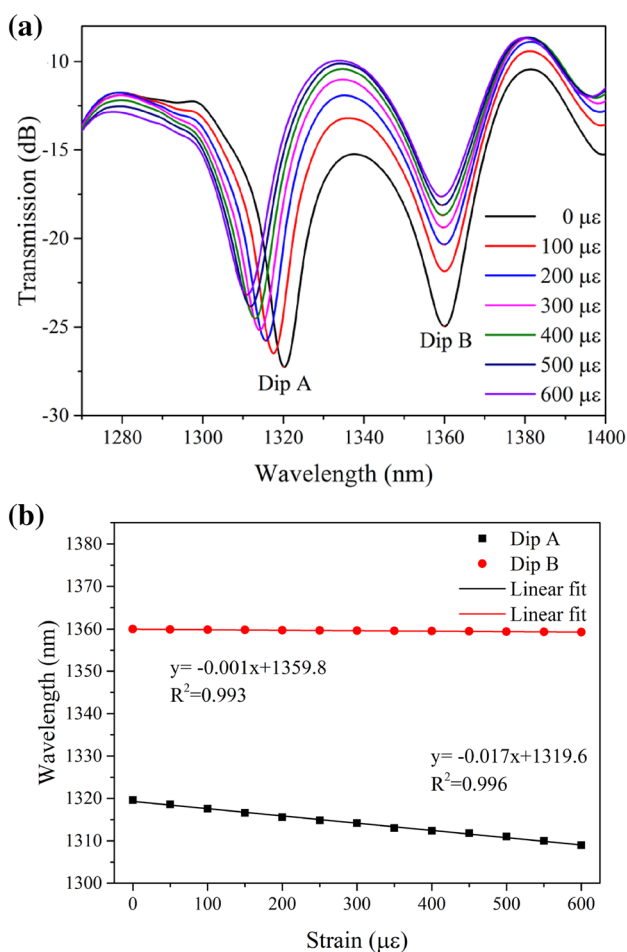 (a)
-10
-15
-20
-25
-30
Transmission (dB)
0 με
100 με
200 με
300 με
400 με
500 με
600 με
Dip A
Dip B
1280 1300 1320 1340 1360 1380 1400
Wavelength (nm)
(b)
1380
1370
1360
1350
1340
1330
1320
1310
1300
Wavelength (nm)
Dip A
Dip B
Linear fit
Linear fit
y= -0.001x+1359.8
R²=0.993
y= -0.017x+1319.6
R²=0.996
0 100 200 300 400 500 600
Strain (με)